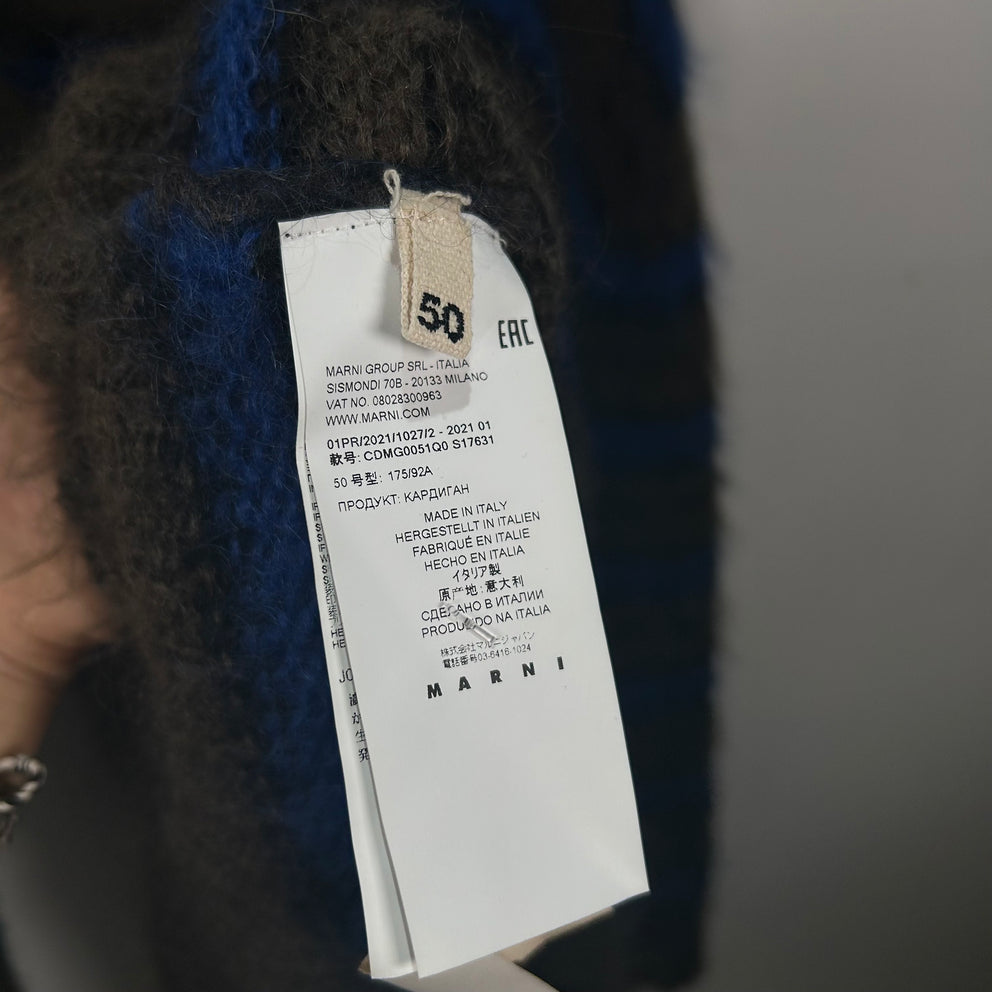 50
EAC
MARNI GROUP SRL - ITALIA
SISMONDI 70B - 20133 MILANO
VAT NO. 08028300963
WWW.MARNI.COM
01PR/2021/1027/2 - 2021 01
款号: CDMG0051Q0 S17631
50 号型: 175/92A
ПРОДУКТ: КАРДИГАН
MADE IN ITALY
HERGESTELLT IN ITALIEN
FABRIQUÉ EN ITALIE
HECHO EN ITALIA
イタリア製
原产地: 意大利
СДЕЛАНО В ИТАЛИИ
PRODUZIDO NA ITALIA
株式会社マルニジャパン
電話番号03-6416-1024
MARNI